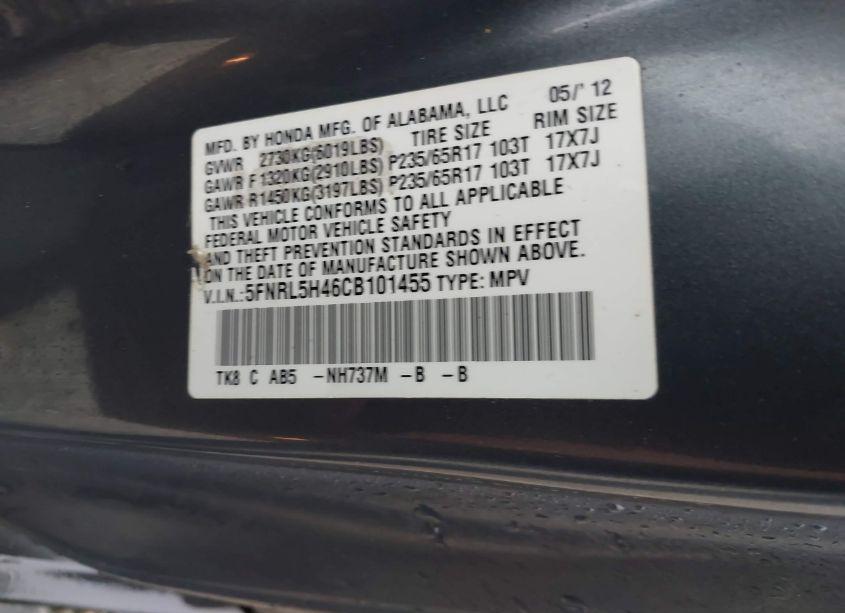 MFD. BY HONDA MFG. OF ALABAMA, LLC 05/' 12
GVWR 2730KG(6019LBS) TIRE SIZE RIM SIZE
GAWR F 1320KG(2910LBS) P235/65R17 103T 17X7J
GAWR R1450KG(3197LBS) P235/65R17 103T 17X7J
THIS VEHICLE CONFORMS TO ALL APPLICABLE
FEDERAL MOTOR VEHICLE SAFETY
AND THEFT PREVENTION STANDARDS IN EFFECT
ON THE DATE OF MANUFACTURE SHOWN ABOVE.
V.I.N.:5FNRL5H46CB101455 TYPE: MPV
TK8 C AB5 -NH737M -B -B